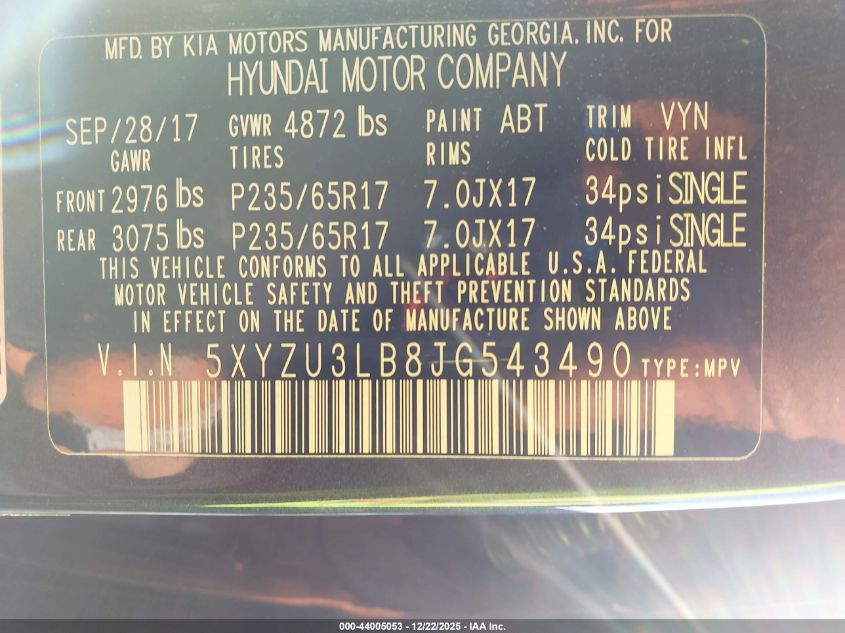 MFD. BY KIA MOTORS MANUFACTURING GEORGIA, INC. FOR
HYUNDAI MOTOR COMPANY
SEP/28/17 GVWR 4872 lbs PAINT ABT TRIM VYN
GAWR TIRES RIMS COLD TIRE INFL
FRONT 2976 lbs P235/65R17 7.0JX17 34psi SINGLE
REAR 3075 lbs P235/65R17 7.0JX17 34psi SINGLE
THIS VEHICLE CONFORMS TO ALL APPLICABLE U.S.A. FEDERAL
MOTOR VEHICLE SAFETY AND THEFT PREVENTION STANDARDS
IN EFFECT ON THE DATE OF MANUFACTURE SHOWN ABOVE
V.I.N 5XYZU3LB8JG543490 TYPE:MPV
000-44005053 - 12/22/2025 - IAA Inc.